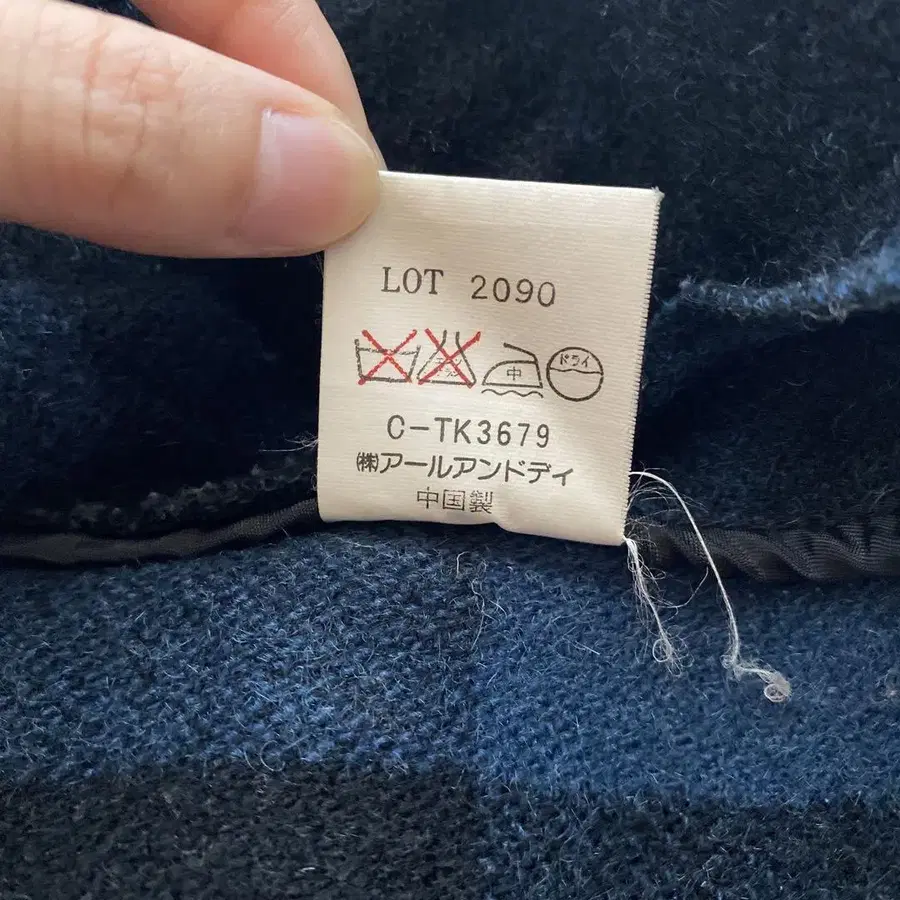 LOT 2090
中 ドライ
C-TK3679
㈱アールアンドディ
中国製